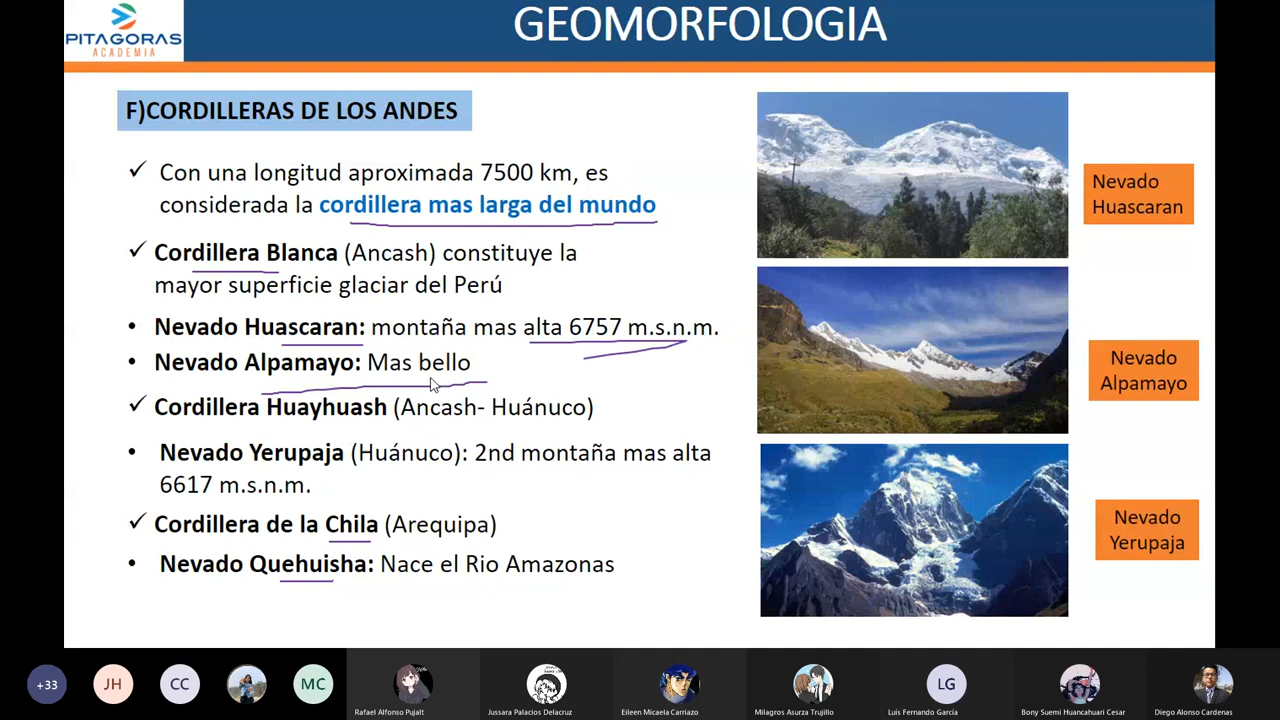 PITAGORAS
ACADEMIA
GEOMORFOLOGIA
F)CORDILLERAS DE LOS ANDES
✓ Con una longitud aproximada 7500 km, es
considerada la cordillera mas larga del mundo
✓ Cordillera Blanca (Ancash) constituye la
mayor superficie glaciar del Perú
• Nevado Huascaran: montaña mas alta 6757 m.s.n.m.
• Nevado Alpamayo: Mas bello
✓ Cordillera Huayhuash (Ancash- Huánuco)
• Nevado Yerupaja (Huánuco): 2nd montaña mas alta
6617 m.s.n.m.
✓ Cordillera de la Chila (Arequipa)
• Nevado Quehuisha: Nace el Rio Amazonas
Nevado
Huascaran
Nevado
Alpamayo
Nevado
Yerupaja
+33
JH
CC
MC
LG
Rafael Alfonso Pujalt
Jussara Palacios Delacruz
Eileen Micaela Carriazo
Milagros Asurza Trujillo
Luis Fernando Garcia
Bony Suemi Huancahuari Cesar
Diego Alonso Cardenas